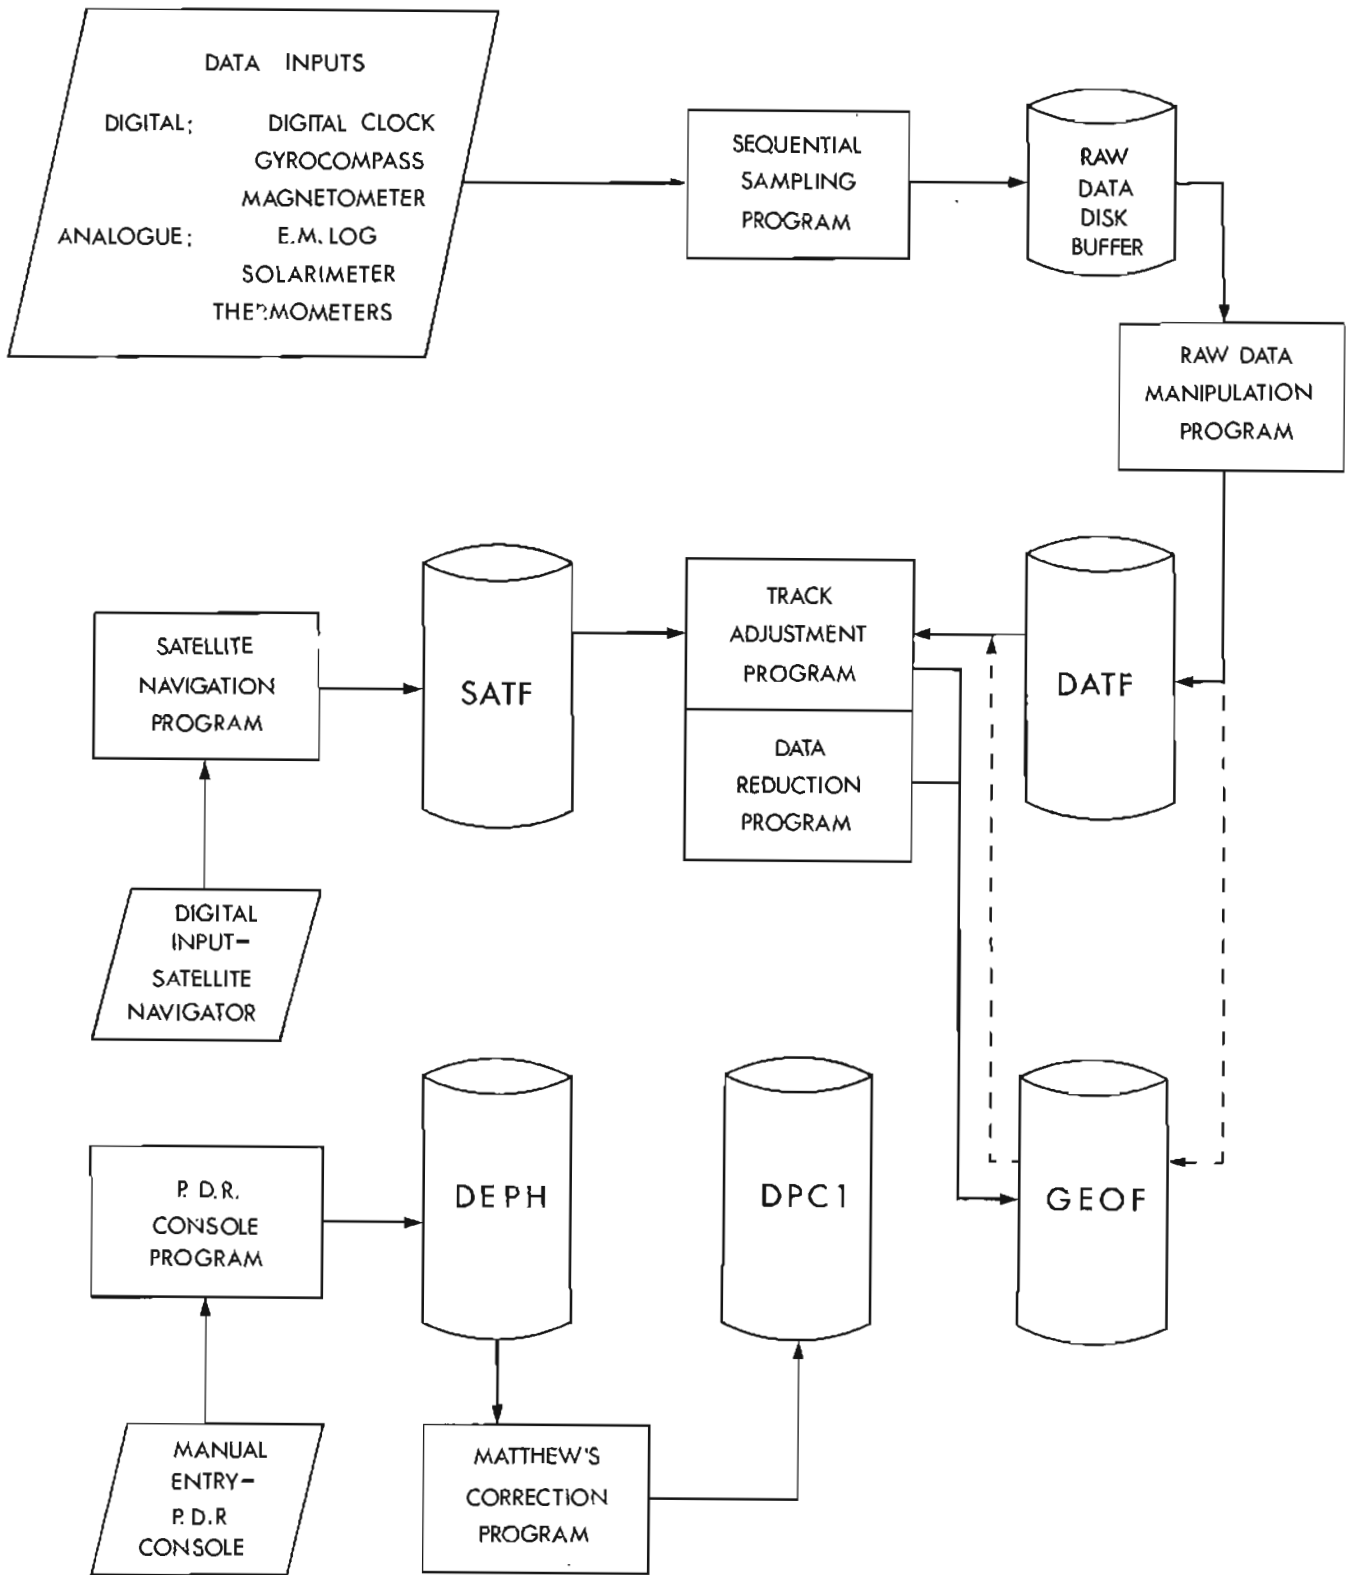 DATA INPUTS
DIGITAL; DIGITAL CLOCK
GYROCOMPASS
MAGNETOMETER
ANALOGUE; E.M. LOG
SOLARIMETER
THERMOMETERS
SEQUENTIAL
SAMPLING
PROGRAM
RAW
DATA
DISK
BUFFER
RAW DATA
MANIPULATION
PROGRAM
SATELLITE
NAVIGATION
PROGRAM
SATF
TRACK
ADJUSTMENT
PROGRAM
DATA
REDUCTION
PROGRAM
DATF
DIGITAL
INPUT-
SATELLITE
NAVIGATOR
P. D.R.
CONSOLE
PROGRAM
DEPH
DPC1
GEOF
MANUAL
ENTRY-
P.D.R
CONSOLE
MATTHEW'S
CORRECTION
PROGRAM